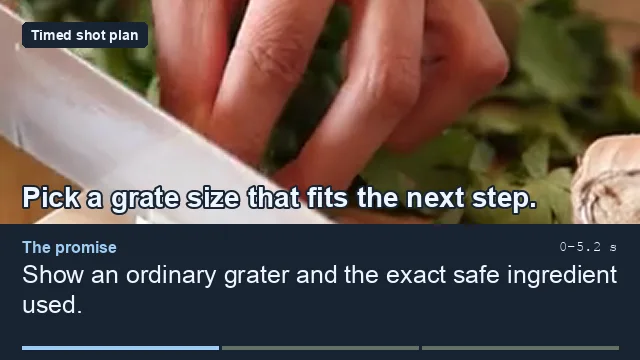 Timed shot plan
Pick a grate size that fits the next step.
The promise
0–5.2 s
Show an ordinary grater and the exact safe ingredient
used.